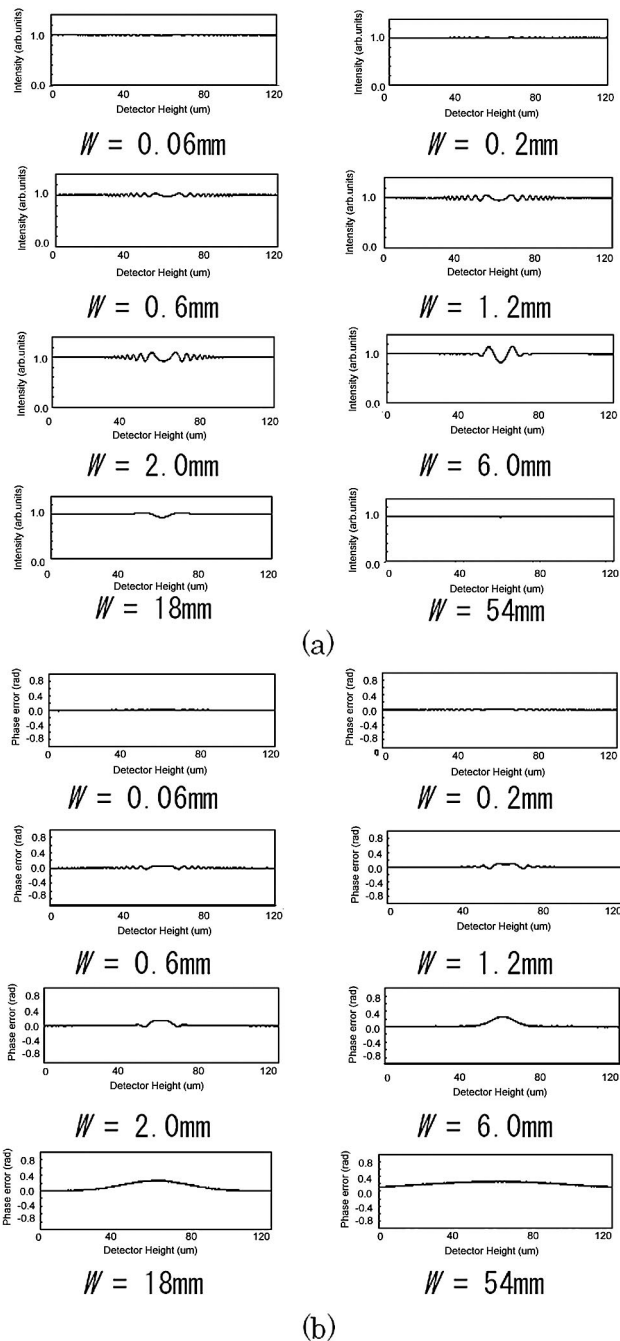 Intensity (arb.units)
1.0
0.0
0 40 80 120
Detector Height (um)
W = 0.06mm
Intensity (arb.units)
1.0
0.0
0 40 80 120
Detector Height (um)
W = 0.2mm
Intensity (arb.units)
1.0
0.0
0 40 80 120
Detector Height (um)
W = 0.6mm
Intensity (arb.units)
1.0
0.0
0 40 80 120
Detector Height (um)
W = 1.2mm
Intensity (arb.units)
1.0
0.0
0 40 80 120
Detector Height (um)
W = 2.0mm
Intensity (arb.units)
1.0
0.0
0 40 80 120
Detector Height (um)
W = 6.0mm
Intensity (arb.units)
1.0
0.0
0 40 80 120
Detector Height (um)
W = 18mm
Intensity (arb.units)
1.0
0.0
0 40 80 120
Detector Height (um)
W = 54mm
(a)
Phase error (rad)
0.8
0.4
0.0
-0.4
-0.8
0 40 80 120
Detector Height (um)
W = 0.06mm
Phase error (rad)
0.8
0.4
0.0
-0.4
-0.8
0 40 80 120
Detector Height (um)
W = 0.2mm
Phase error (rad)
0.8
0.4
0.0
-0.4
-0.8
0 40 80 120
Detector Height (um)
W = 0.6mm
Phase error (rad)
0.8
0.4
0.0
-0.4
-0.8
0 40 80 120
Detector Height (um)
W = 1.2mm
Phase error (rad)
0.8
0.4
0.0
-0.4
-0.8
0 40 80 120
Detector Height (um)
W = 2.0mm
Phase error (rad)
0.8
0.4
0.0
-0.4
-0.8
0 40 80 120
Detector Height (um)
W = 6.0mm
Phase error (rad)
0.8
0.4
0.0
-0.4
-0.8
0 40 80 120
Detector Height (um)
W = 18mm
Phase error (rad)
0.8
0.4
0.0
-0.4
-0.8
0 40 80 120
Detector Height (um)
W = 54mm
(b)